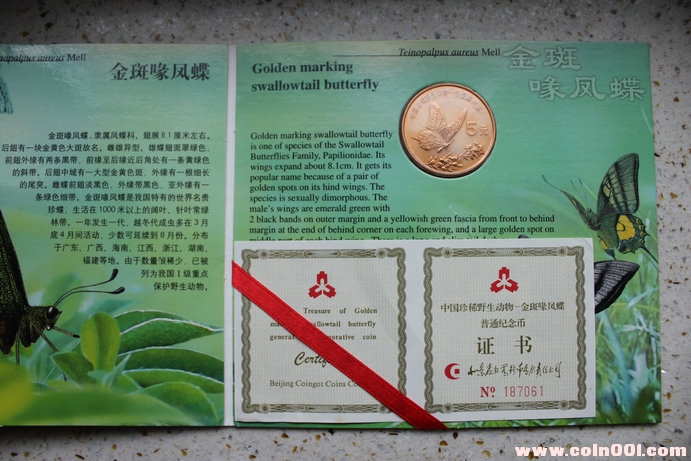 inopalpus aureus Mell
金斑喙凤蝶
金斑喙凤蝶,隶属凤蝶科。翅展8.1厘米左右。
后翅有一块金黄色大斑故名。雌雄异型。雄蝶翅面翠绿色,
前翅外缘有两条黑带,前缘至后缘近后角处有一条黄绿色
的斜带。后翅中域有一大型金黄色斑,外缘有一根细长
的尾突。雌蝶前翅淡黑色,外缘带黑色,亚外缘有一
条绿色细带。金斑喙凤蝶是我国特有的世界名贵
珍蝶,生活在1000米以上的阔叶、针叶常绿
林带。一年发生一代,越冬代成虫多在3月
底4月间活动,少数可延续到8月份。分布
于广东、广西、海南、江西、浙江、湖南、
福建等地。由于数量很稀少,已被
列为我国Ⅰ级重点
保护野生动物。
Teinopalpus aureus Mell
金斑
喙凤蝶
Golden marking
swallowtail butterfly
5元
Golden marking swallowtail butterfly
is one of species of the Swallowtail
Butterflies Family, Papilionidae. Its
wings expand about 8.1cm. It gets its
popular name because of a pair of
golden spots on its hind wings. The
species is sexually dimorphous. The
male's wings are emerald green with
2 black bands on outer margin and a yellowish green fascia from front to behind
margin at the end of behind corner on each forewing, and a large golden spot on
Treasure of Golden
swallowtail butterfly
coin
Beijing Coingot Coins
中国珍稀野生动物-金斑喙凤蝶
普通纪念币
证 书
No 187061
www.coin001.com